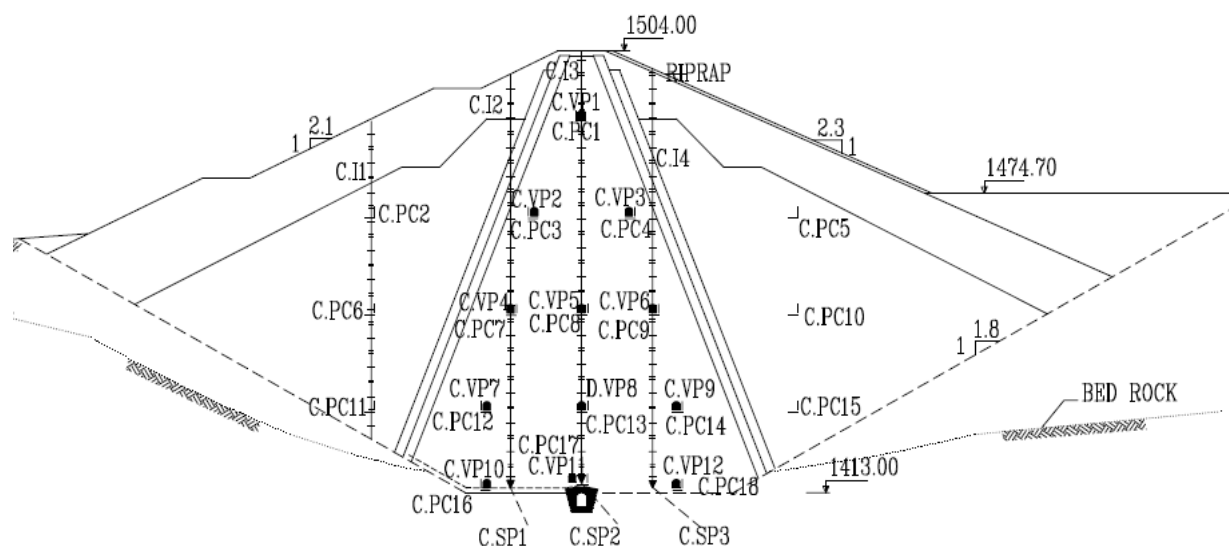 1504.00
C.I3
RIPRAP
C.I2
C.VP1
C.PC1
2.1
1
2.3
1
C.I1
C.I4
1474.70
C.VP2
C.VP3
C.PC2
C.PC3
C.PC4
C.PC5
C.PC6
C.VP4
C.VP5
C.VP6
C.PC10
C.PC7
C.PC8
C.PC9
1.8
1
C.VP7
D.VP8
C.VP9
BED ROCK
C.PC11
C.PC12
C.PC13
C.PC14
C.PC15
C.PC17
C.VP10
C.VP1
C.VP12
1413.00
C.PC16
C.PC18
C.SP1
C.SP2
C.SP3